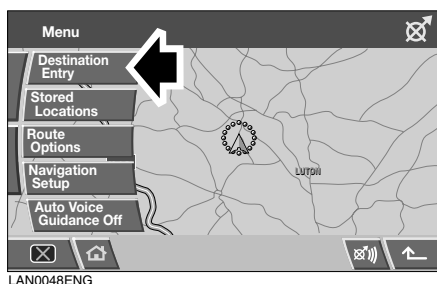 Menu
Destination
Entry
Stored
Locations
Route
Options
Navigation
Setup
Auto Voice
Guidance Off
LUTON
LAN0048ENG